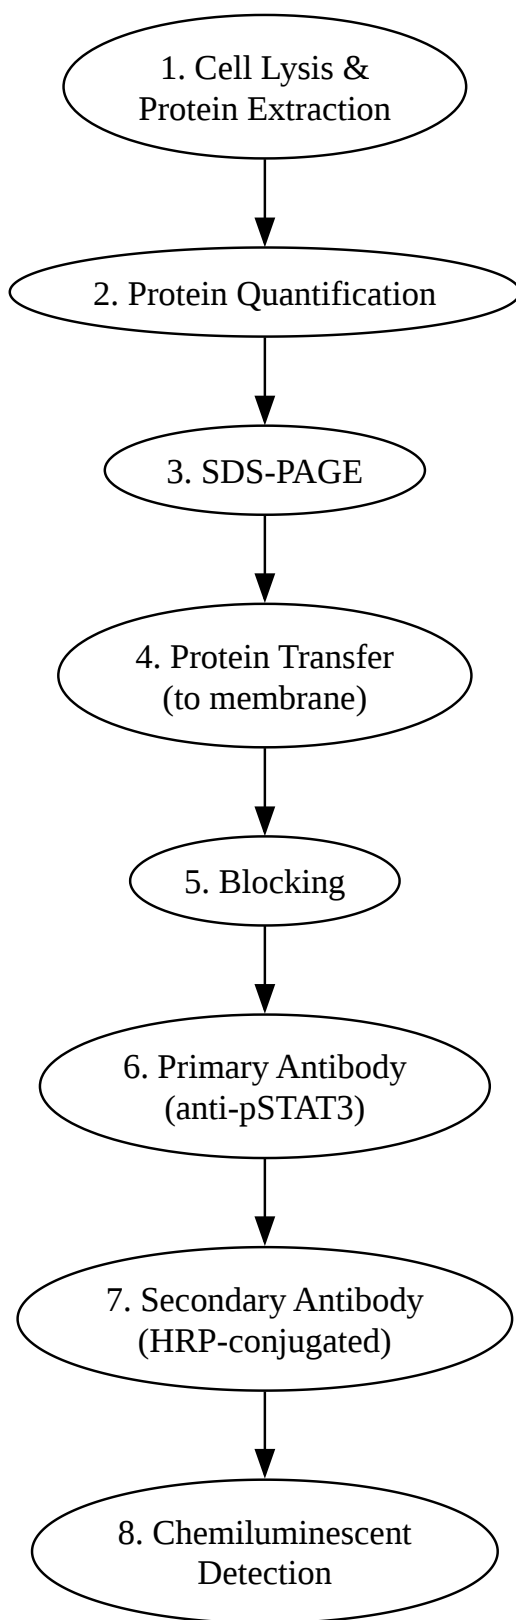 1. Cell Lysis &
Protein Extraction
2. Protein Quantification
3. SDS-PAGE
4. Protein Transfer
(to membrane)
5. Blocking
6. Primary Antibody
(anti-pSTAT3)
7. Secondary Antibody
(HRP-conjugated)
8. Chemiluminescent
Detection